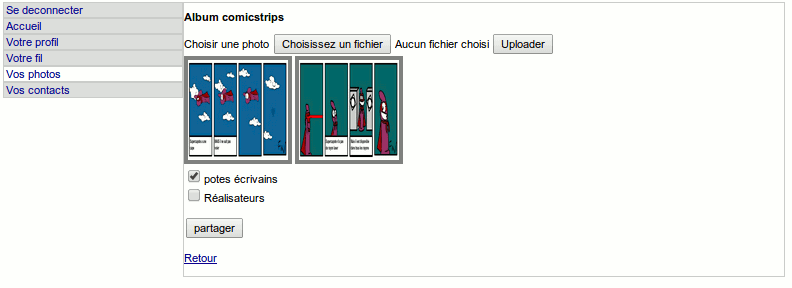 Se deconnecter
Accueil
Votre profil
Votre fil
Vos photos
Vos contacts
Album comicstrips
Choisir une photo Choisissez un fichier Aucun fichier choisi Uploader
potes écrivains
Réalisateurs
partager
Retour